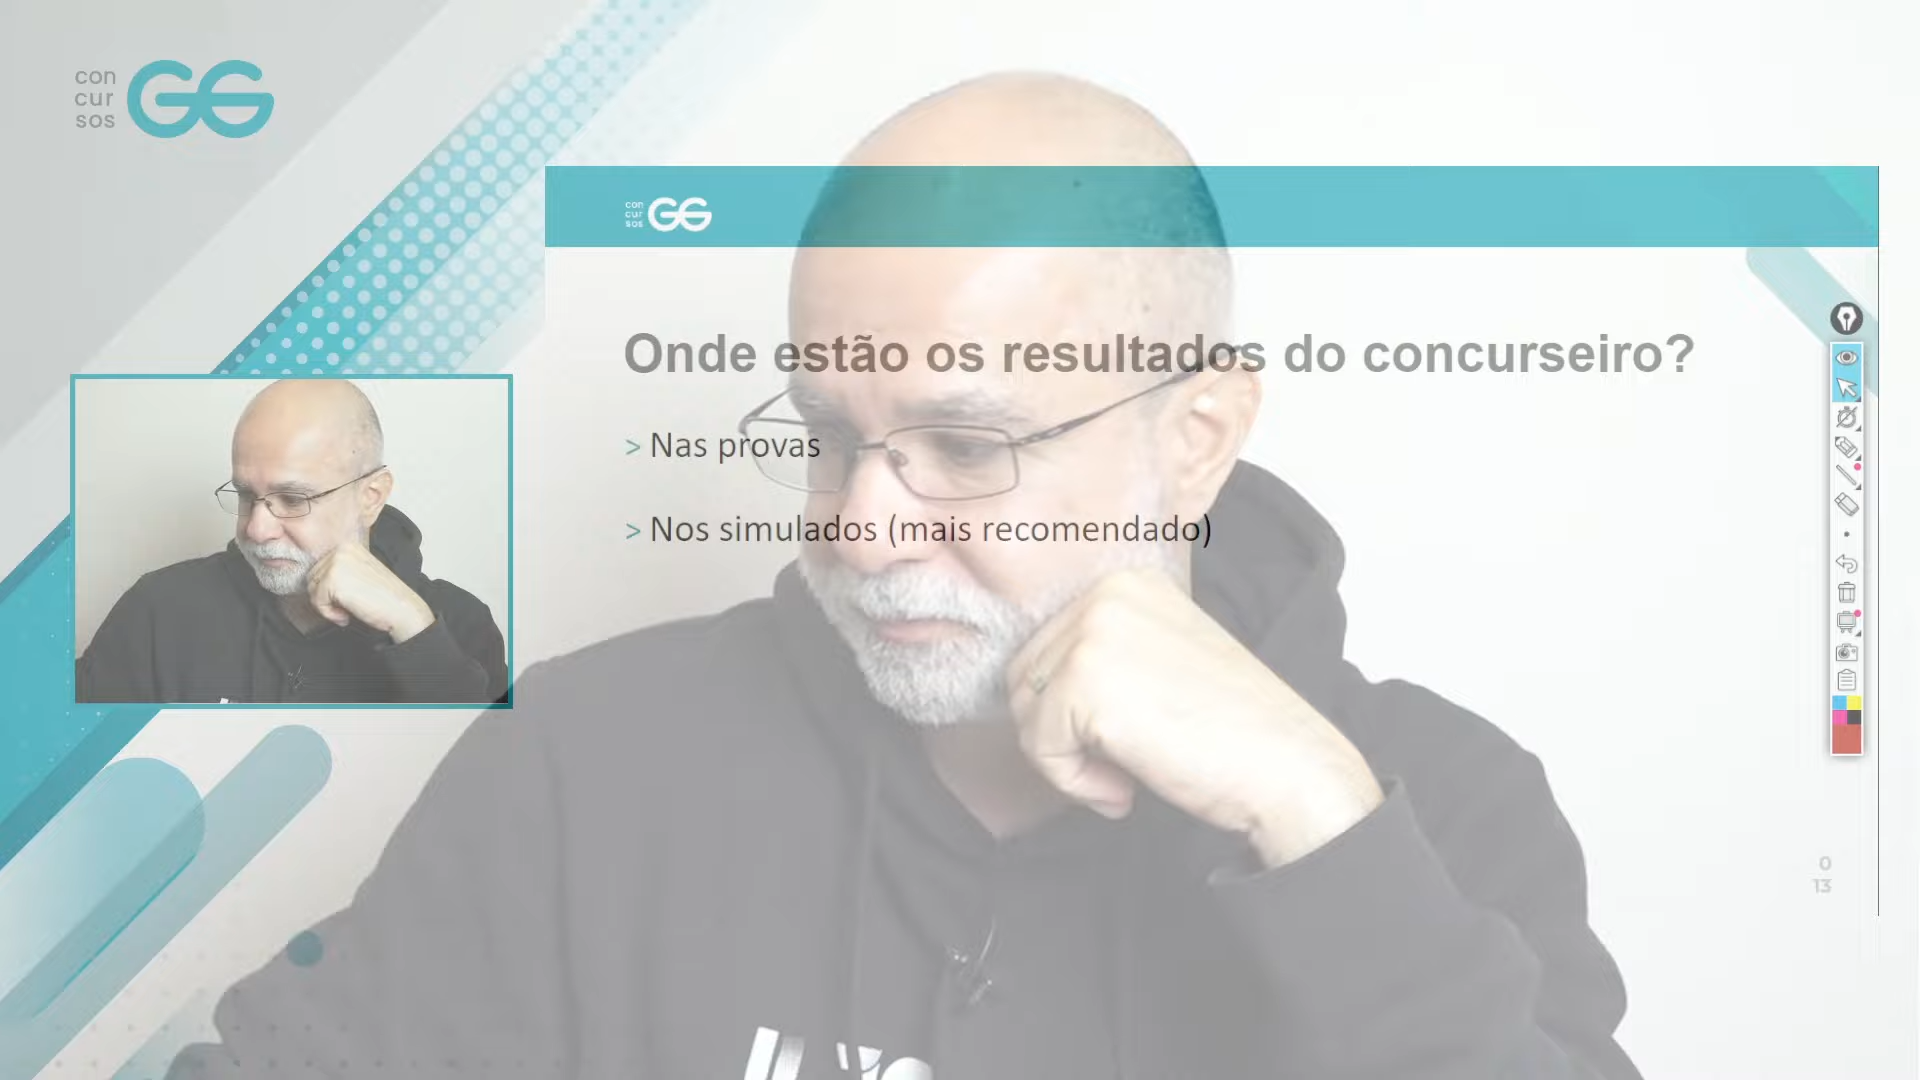 con
cur
sos
GG
con
cur
sos
GG
Onde estão os resultados do concurseiro?
> Nas provas
> Nos simulados (mais recomendado)
0
13